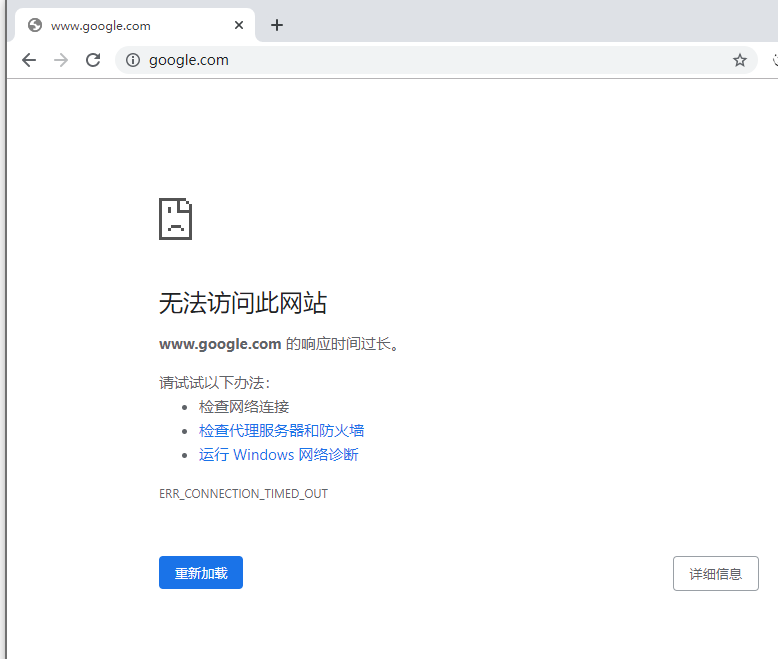 www.google.com
google.com
无法访问此网站
www.google.com 的响应时间过长。
请试试以下办法：
检查网络连接
检查代理服务器和防火墙
运行 Windows 网络诊断
ERR_CONNECTION_TIMED_OUT
重新加载
详细信息